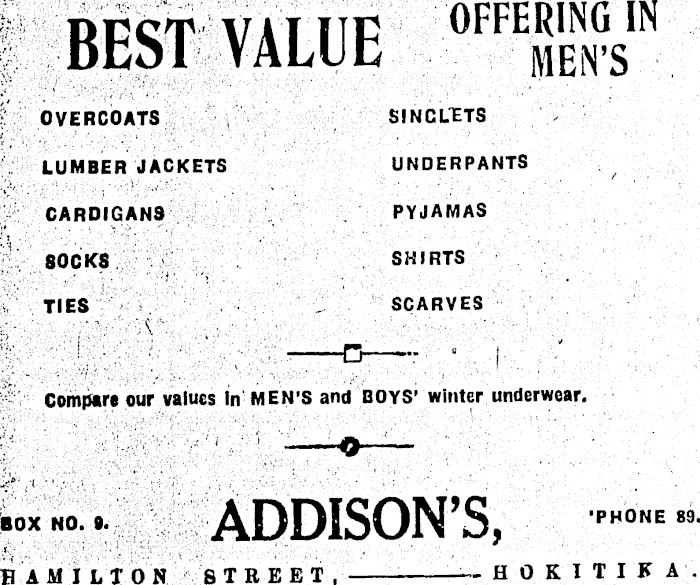 BEST VALUE OFFERING IN
MEN'S
OVERCOATS SINGLETS
LUMBER JACKETS UNDERPANTS
CARDIGANS PYJAMAS
SOCKS SHIRTS
TIES SCARVES
Compare our values in MEN'S and BOYS' winter underwear.
BOX NO. 9. ADDISON'S, 'PHONE 89.
HAMILTON STREET, HOKITIKA.